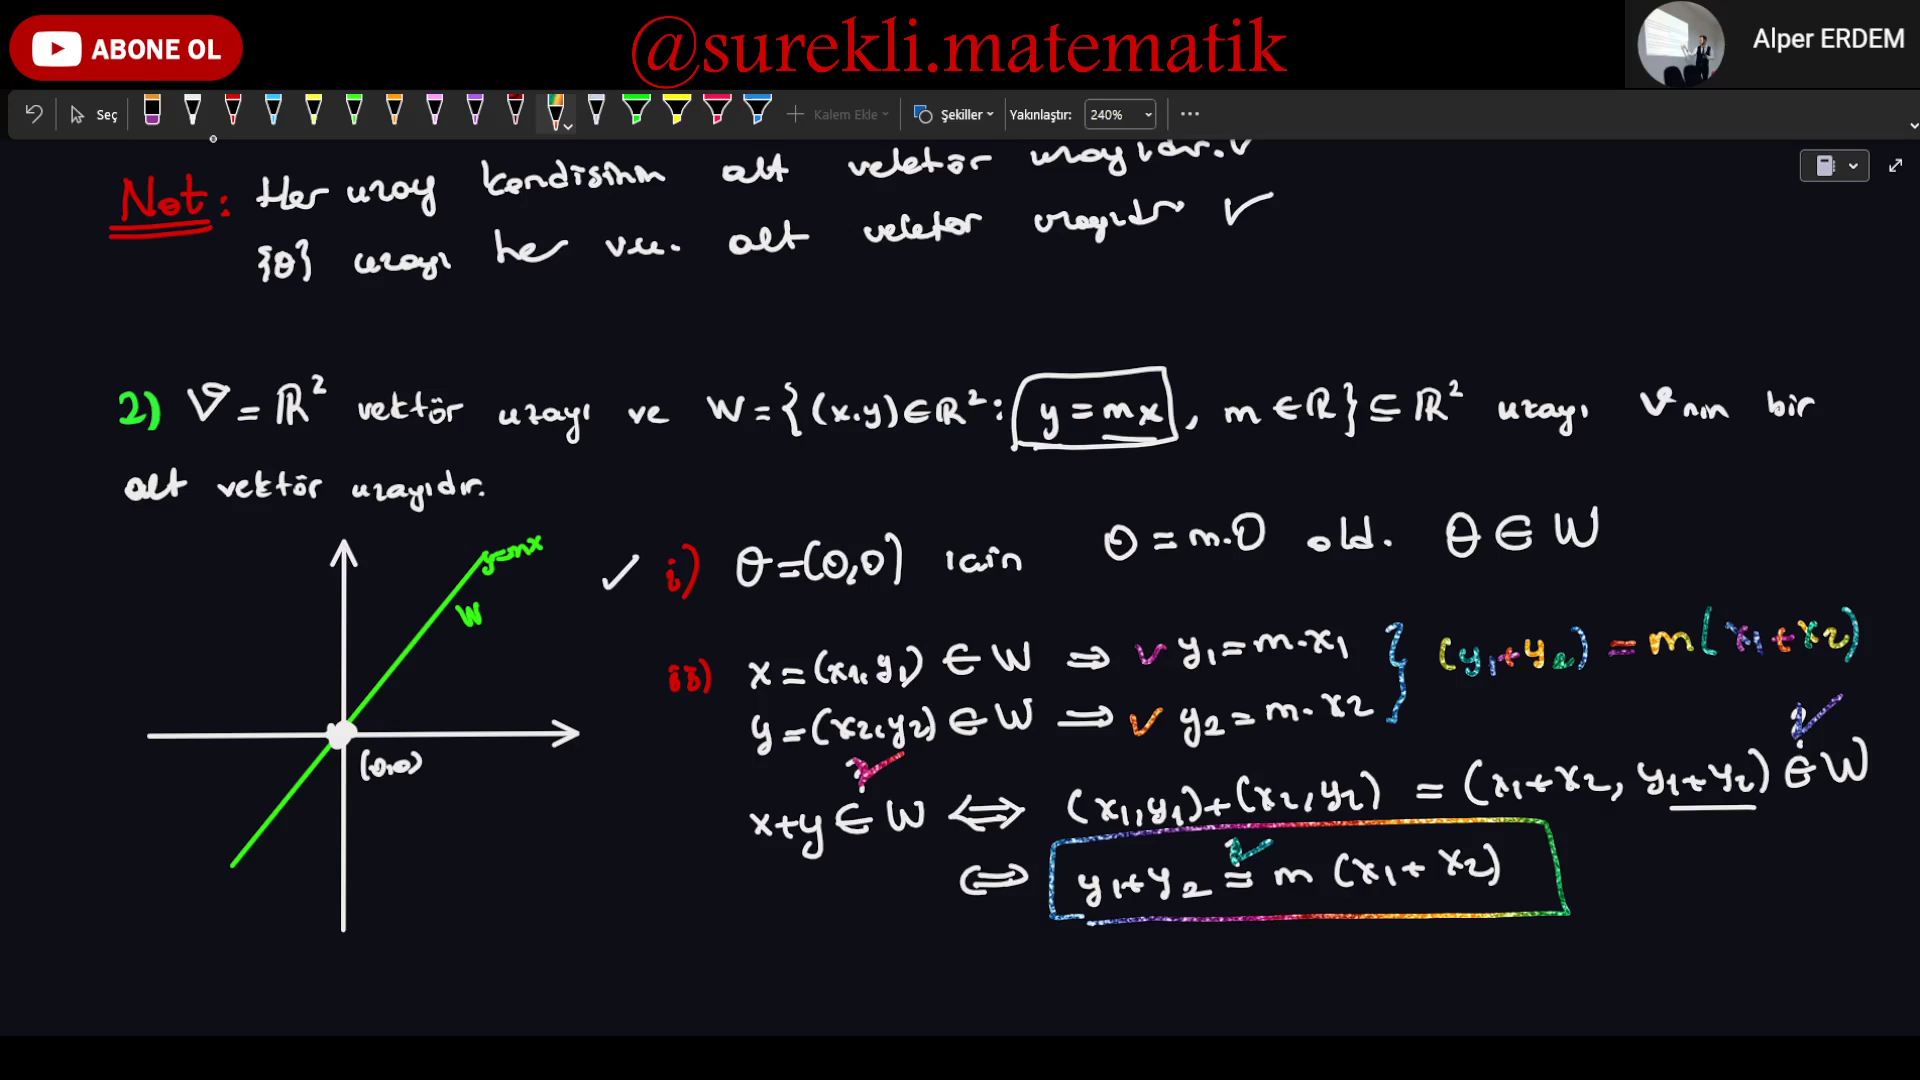 ABONE OL
@surekli.matematik
Alper ERDEM
Seç
Kalem Ekle
Şekiller
Yakınlaştır:
240%
Not: Her uzay kendisinin alt vektör uzayıdır. ✓
{θ} uzayı her v.u. alt vektör uzayıdır ✓
2) V = ℝ² vektör uzayı ve W = {(x,y) ∈ ℝ² : y = mx , m ∈ ℝ} ⊆ ℝ² uzayı V nin bir
alt vektör uzayıdır.
y=mx
W
(0,0)
✓ i) θ = (0,0) için 0 = m.0 old. θ ∈ W
ii) x = (x₁,y₁) ∈ W ⇒ ✓ y₁ = m.x₁ } (y₁+y₂) = m(x₁+x₂)
y = (x₂,y₂) ∈ W ⇒ ✓ y₂ = m.x₂
x+y ∈ W ⇔ (x₁,y₁)+(x₂,y₂) = (x₁+x₂, y₁+y₂) ∈ W
⇔ y₁+y₂ = m (x₁+x₂)